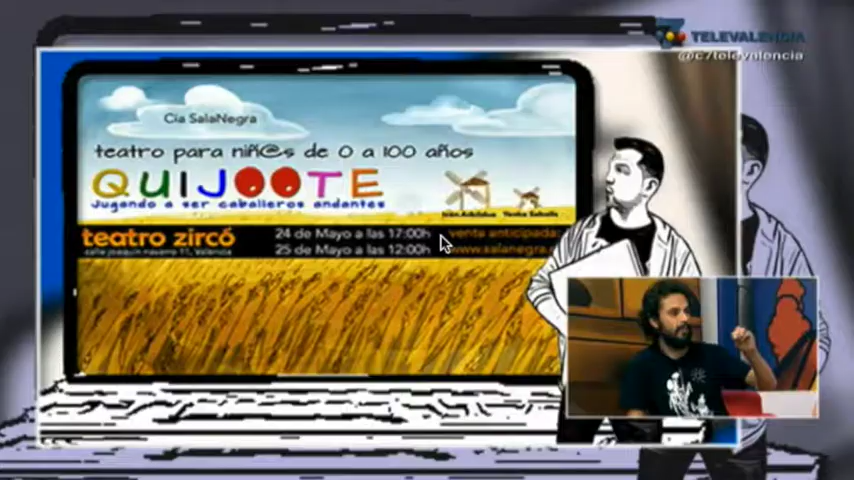 TELEVALENCIA
@c7televalencia
Cia SalaNegra
teatro para niñ@s de 0 a 100 años
QUIJOOTE
Jugando a ser caballeros andantes
teatro zircó
calle joaquín navarro 11, Valencia
24 de Mayo a las 17:00h
25 de Mayo a las 12:00h
venta anticipada:
www.salanegra.